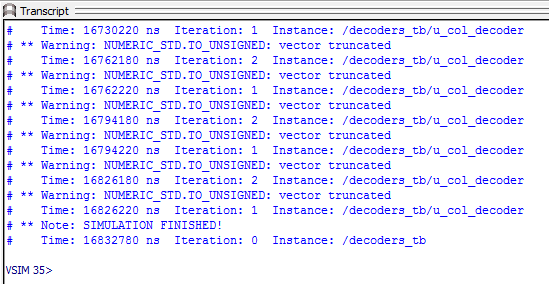 Transcript
#    Time: 16730220 ns  Iteration: 1  Instance: /decoders_tb/u_col_decoder
# ** Warning: NUMERIC_STD.TO_UNSIGNED: vector truncated
#    Time: 16762180 ns  Iteration: 2  Instance: /decoders_tb/u_col_decoder
# ** Warning: NUMERIC_STD.TO_UNSIGNED: vector truncated
#    Time: 16762220 ns  Iteration: 1  Instance: /decoders_tb/u_col_decoder
# ** Warning: NUMERIC_STD.TO_UNSIGNED: vector truncated
#    Time: 16794180 ns  Iteration: 2  Instance: /decoders_tb/u_col_decoder
# ** Warning: NUMERIC_STD.TO_UNSIGNED: vector truncated
#    Time: 16794220 ns  Iteration: 1  Instance: /decoders_tb/u_col_decoder
# ** Warning: NUMERIC_STD.TO_UNSIGNED: vector truncated
#    Time: 16826180 ns  Iteration: 2  Instance: /decoders_tb/u_col_decoder
# ** Warning: NUMERIC_STD.TO_UNSIGNED: vector truncated
#    Time: 16826220 ns  Iteration: 1  Instance: /decoders_tb/u_col_decoder
# ** Note: SIMULATION FINISHED!
#    Time: 16832780 ns  Iteration: 0  Instance: /decoders_tb
VSIM 35>